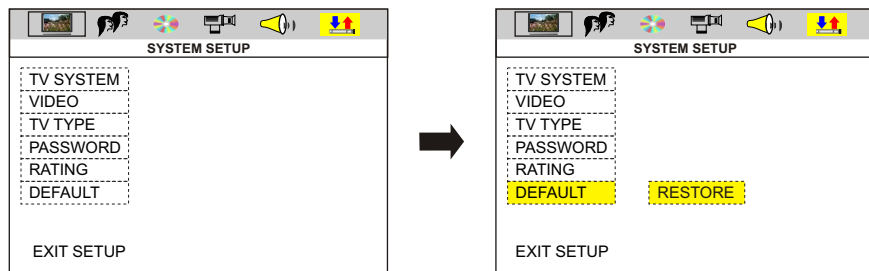 SYSTEM SETUP
TV SYSTEM
VIDEO
TV TYPE
PASSWORD
RATING
DEFAULT
EXIT SETUP
SYSTEM SETUP
TV SYSTEM
VIDEO
TV TYPE
PASSWORD
RATING
DEFAULT RESTORE
EXIT SETUP